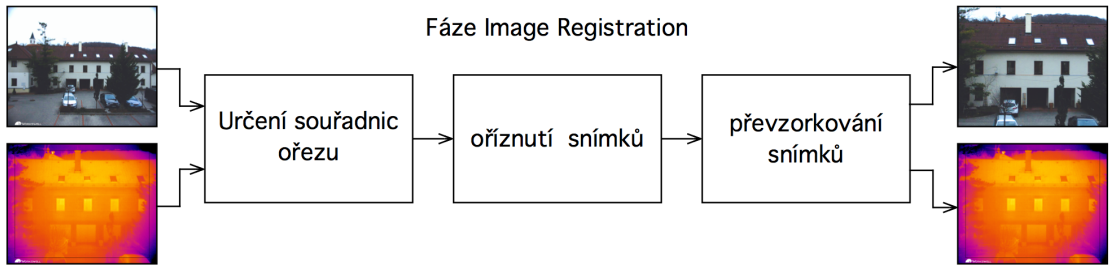 Fáze Image Registration
Určení souřadnic
ořezu
oříznutí snímků
převzorkování
snímků